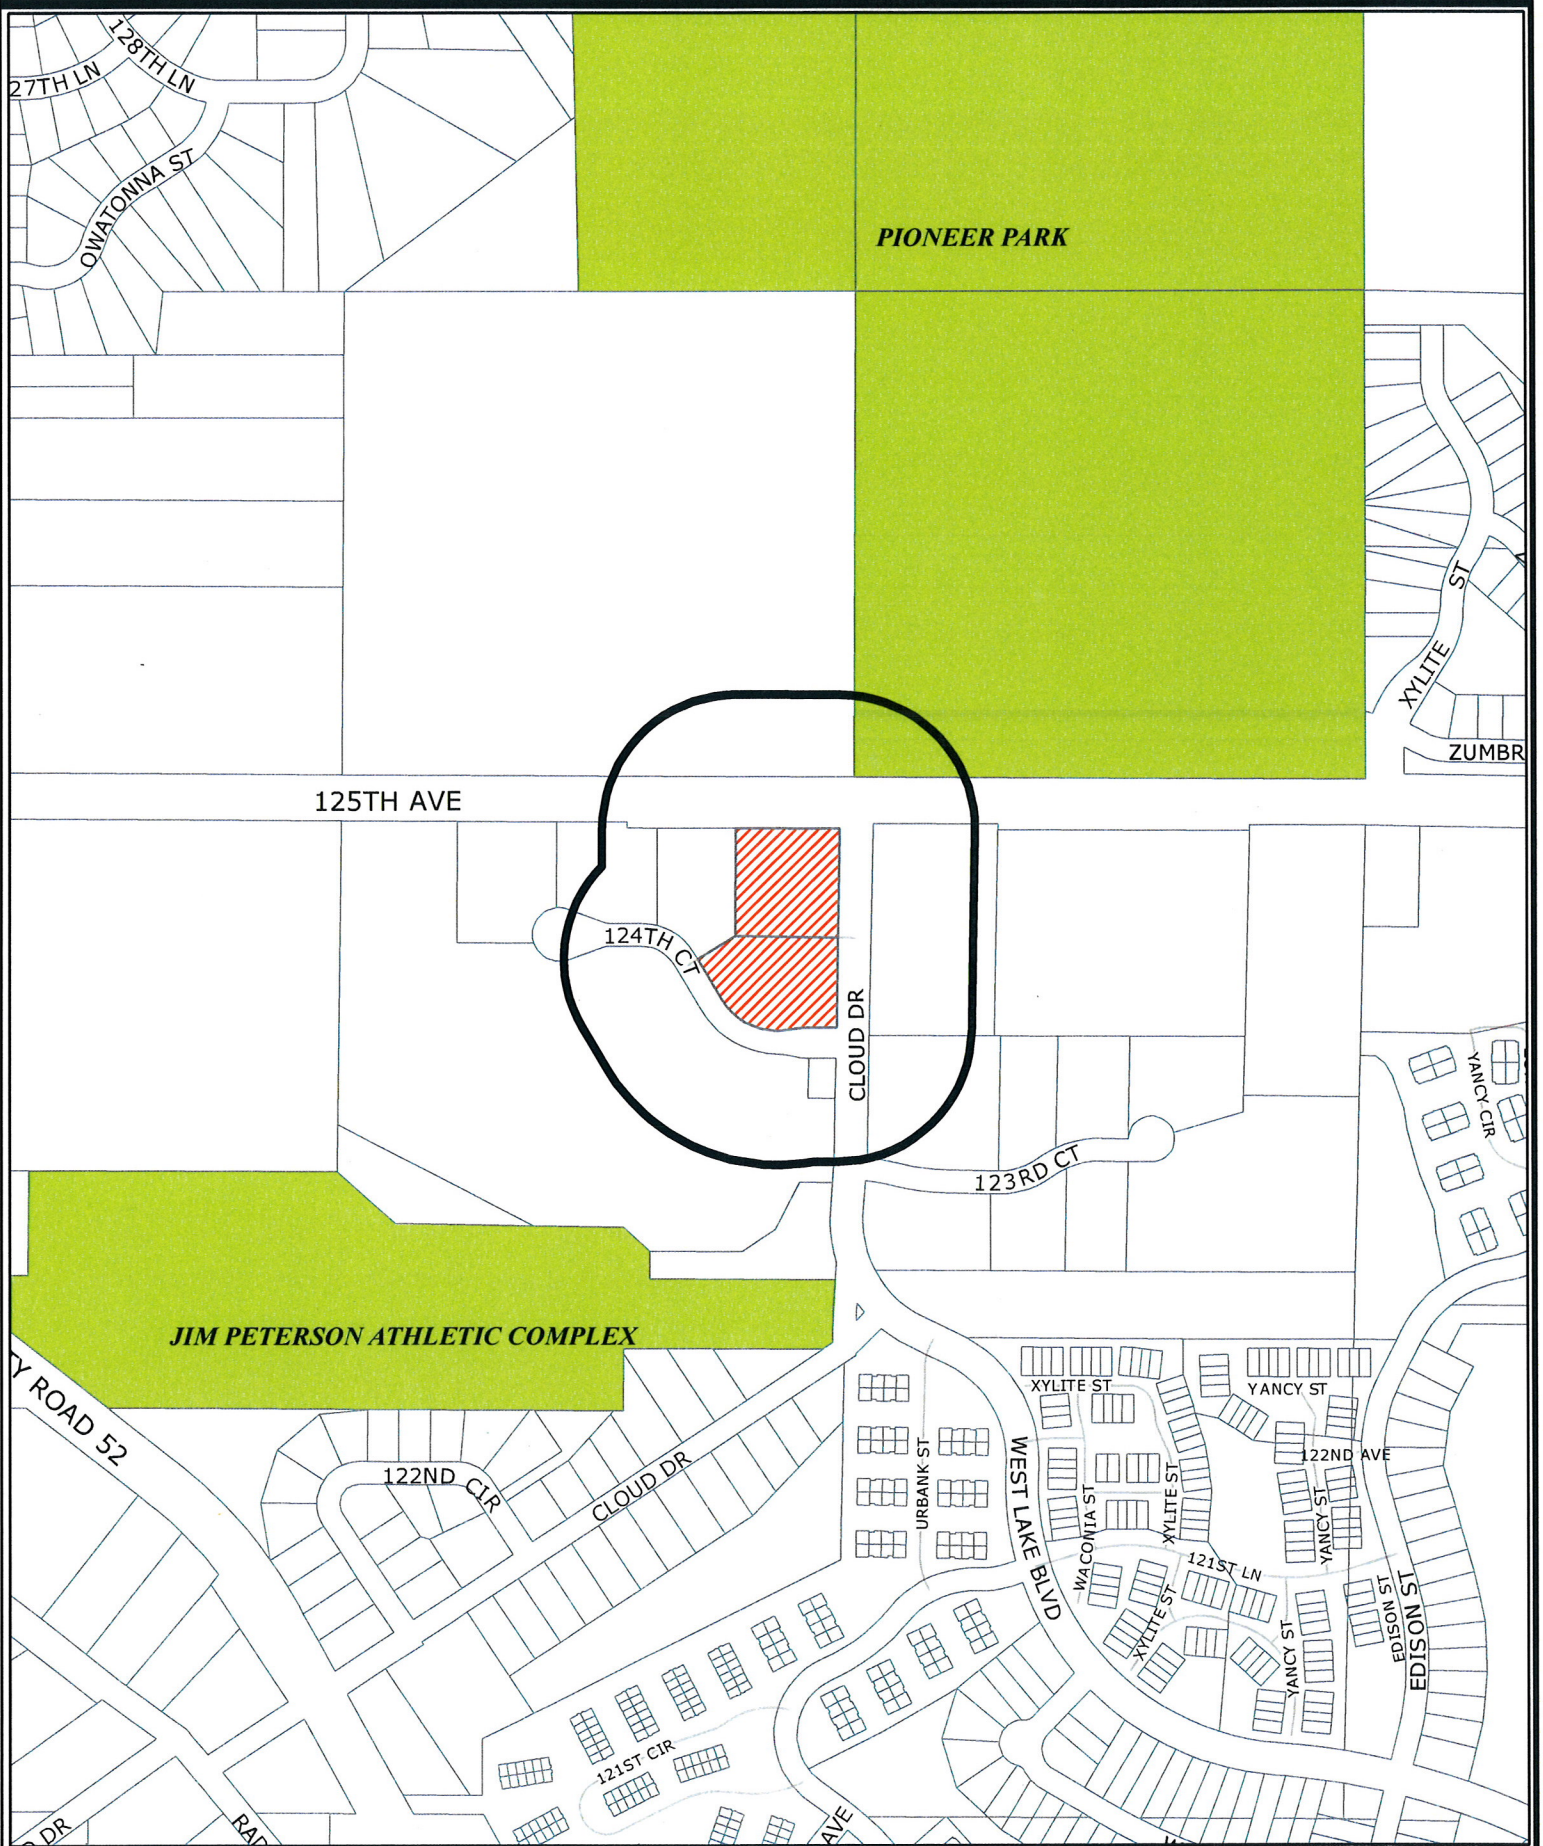 128TH LN
27TH LN
OWATONNA ST
PIONEER PARK
XYLITE ST
ZUMBR
125TH AVE
124TH CT
CLOUD DR
YANCY CIR
123RD CT
JIM PETERSON ATHLETIC COMPLEX
TY ROAD 52
XYLITE ST
YANCY ST
122ND AVE
122ND CIR
CLOUD DR
URBANK ST
WEST LAKE BLVD
WACONIA ST
XYLITE ST
YANCY ST
121ST LN
XYLITE ST
YANCY ST
EDISON ST
EDISON ST
121ST CIR
DR
RAD
AVE